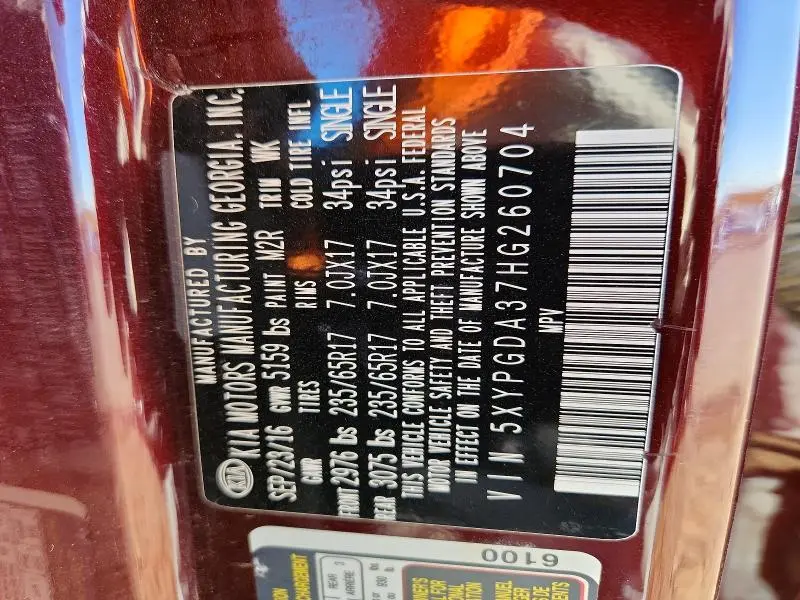 MANUFACTURED BY
KIA KIA MOTORS MANUFACTURING GEORGIA, INC.
SEP/23/16 GVWR 5159 lbs PAINT M2R TRIM WK
GAWR TIRES RIMS COLD TIRE INFL
FRONT 2976 lbs 235/65R17 7.0JX17 34psi SINGLE
REAR 3075 lbs 235/65R17 7.0JX17 34psi SINGLE
THIS VEHICLE CONFORMS TO ALL APPLICABLE U.S.A. FEDERAL
MOTOR VEHICLE SAFETY AND THEFT PREVENTION STANDARDS
IN EFFECT ON THE DATE OF MANUFACTURE SHOWN ABOVE
VIN 5XYPGDA37HG260704
MPV
REAR
ARRIERE
6100